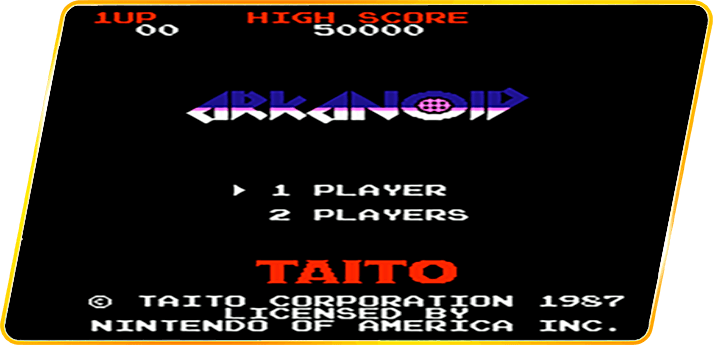 1UP HIGH SCORE
00 50000
ARKANOID
1 PLAYER
2 PLAYERS
TAITO
© TAITO CORPORATION 1987
LICENSED BY
NINTENDO OF AMERICA INC.